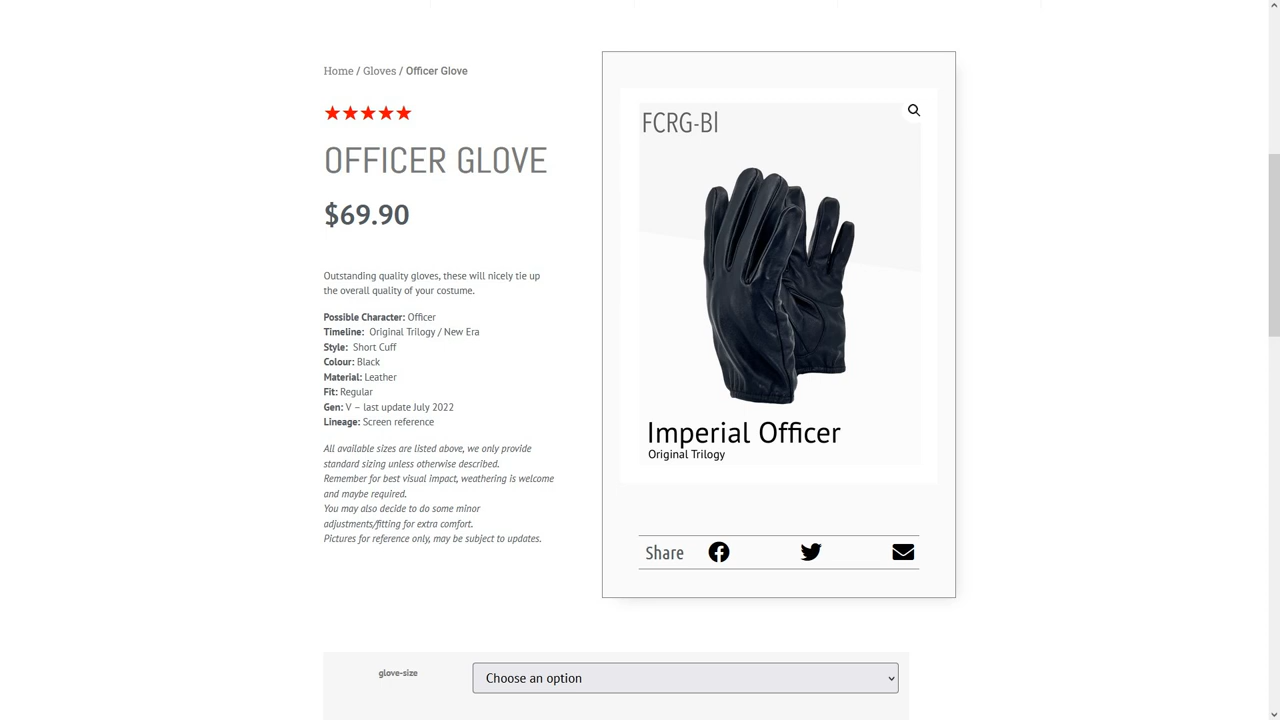 Home / Gloves / Officer Glove
OFFICER GLOVE
$69.90
Outstanding quality gloves, these will nicely tie up
the overall quality of your costume.
Possible Character: Officer
Timeline: Original Trilogy / New Era
Style: Short Cuff
Colour: Black
Material: Leather
Fit: Regular
Gen: V – last update July 2022
Lineage: Screen reference
All available sizes are listed above, we only provide
standard sizing unless otherwise described.
Remember for best visual impact, weathering is welcome
and maybe required.
You may also decide to do some minor
adjustments/fitting for extra comfort.
Pictures for reference only, may be subject to updates.
FCRG-Bl
Imperial Officer
Original Trilogy
Share
glove-size
Choose an option